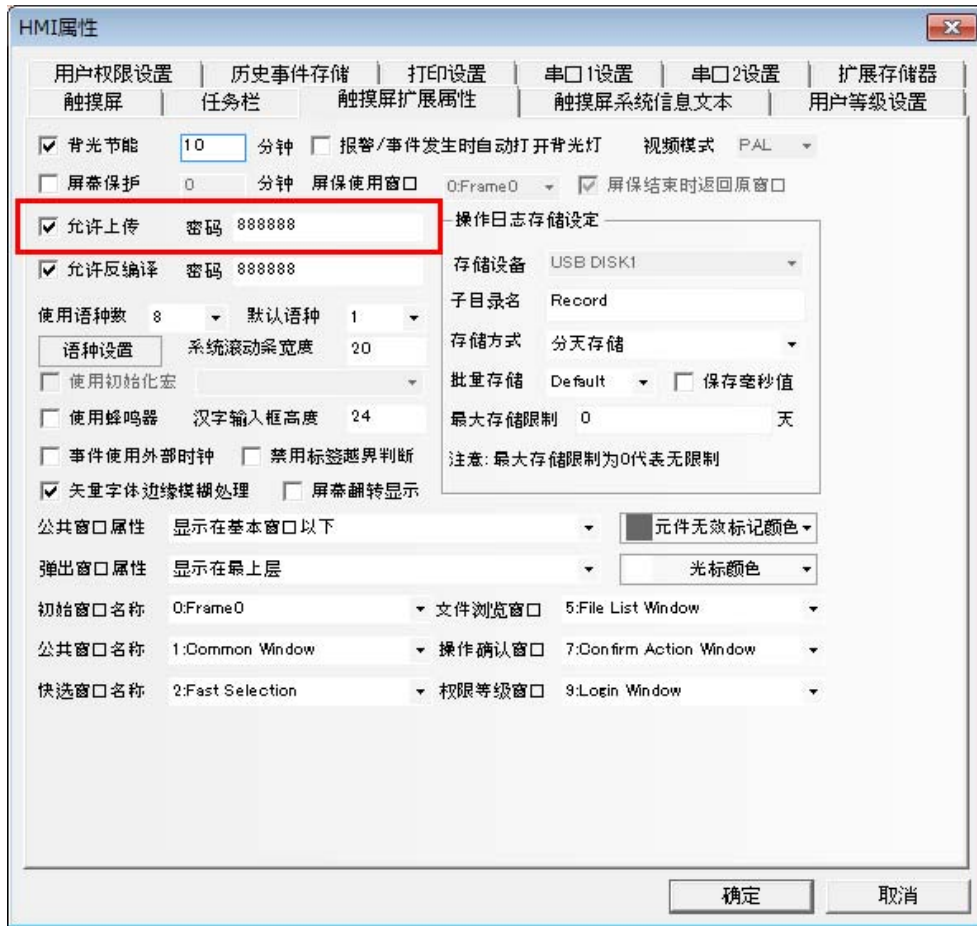 HMI属性
用户权限设置 历史事件存储 打印设置 串口1设置 串口2设置 扩展存储器
触摸屏 任务栏 触摸屏扩展属性 触摸屏系统信息文本 用户等级设置
背光节能 10 分钟 报警/事件发生时自动打开背光灯 视频模式 PAL
屏幕保护 0 分钟 屏保使用窗口 0:Frame0 屏保结束时返回原窗口
允许上传 密码 888888
操作日志存储设定
允许反编译 密码 888888
存储设备 USB DISK1
子目录名 Record
使用语种数 8 默认语种 1
存储方式 分天存储
语种设置 系统滚动条宽度 20
使用初始化宏
批量存储 Default 保存毫秒值
使用蜂鸣器 汉字输入框高度 24
最大存储限制 0 天
事件使用外部时钟 禁用标签越界判断
注意:最大存储限制为0代表无限制
矢量字体边缘模糊处理 屏幕翻转显示
公共窗口属性 显示在基本窗口以下 元件无效标记颜色
弹出窗口属性 显示在最上层 光标颜色
初始窗口名称 0:Frame0 文件浏览窗口 5:File List Window
公共窗口名称 1:Common Window 操作确认窗口 7:Confirm Action Window
快选窗口名称 2:Fast Selection 权限等级窗口 9:Login Window
确定 取消